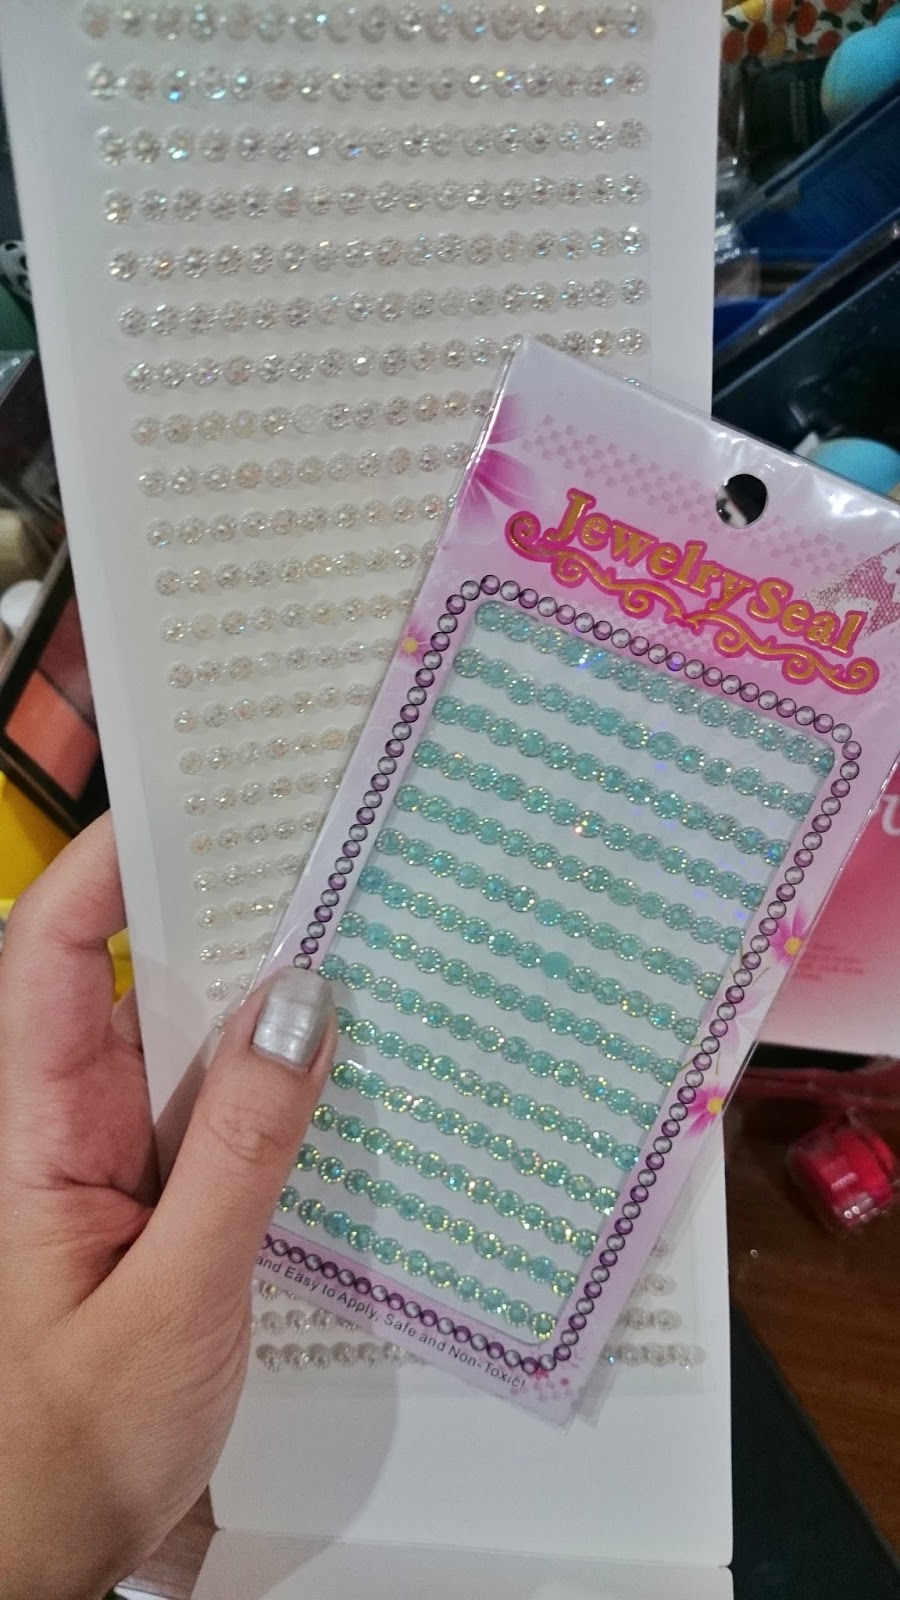 Jewelry Seal
and Easy to Apply, Safe and Non-Toxic!